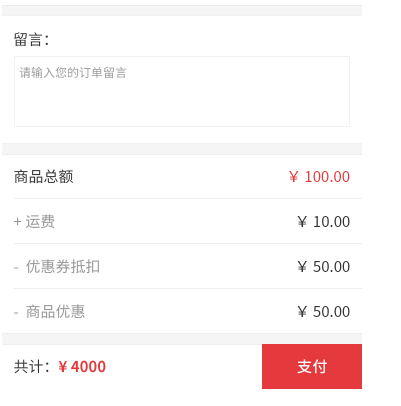 留言：
请输入您的订单留言
商品总额 ￥ 100.00
+ 运费 ￥ 10.00
- 优惠券抵扣 ￥ 50.00
- 商品优惠 ￥ 50.00
共计：￥4000 支付